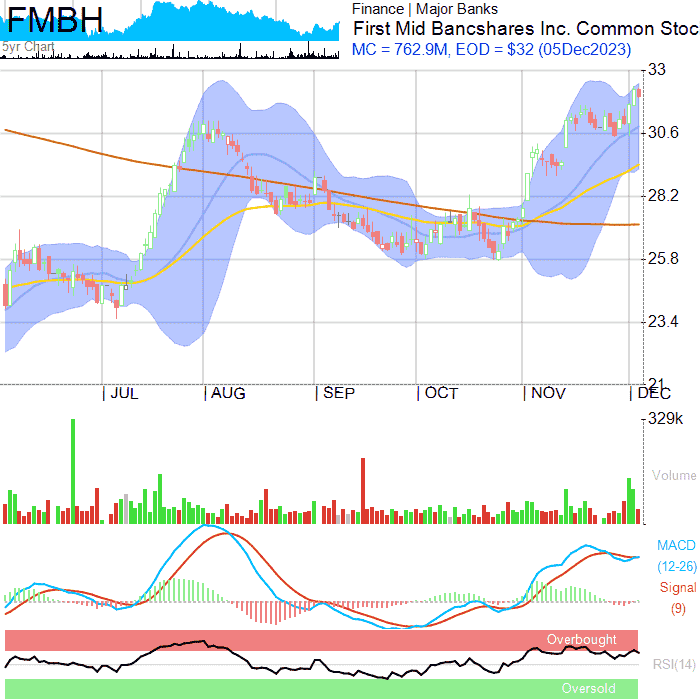 FMBH
5yr Chart
Finance | Major Banks
First Mid Bancshares Inc. Common Stoc
MC = 762.9M, EOD = $32 (05Dec2023)
33
30.6
28.2
25.8
23.4
21
JUL
AUG
SEP
OCT
NOV
DEC
329k
Volume
MACD
(12-26)
Signal
(9)
Overbought
RSI(14)
Oversold